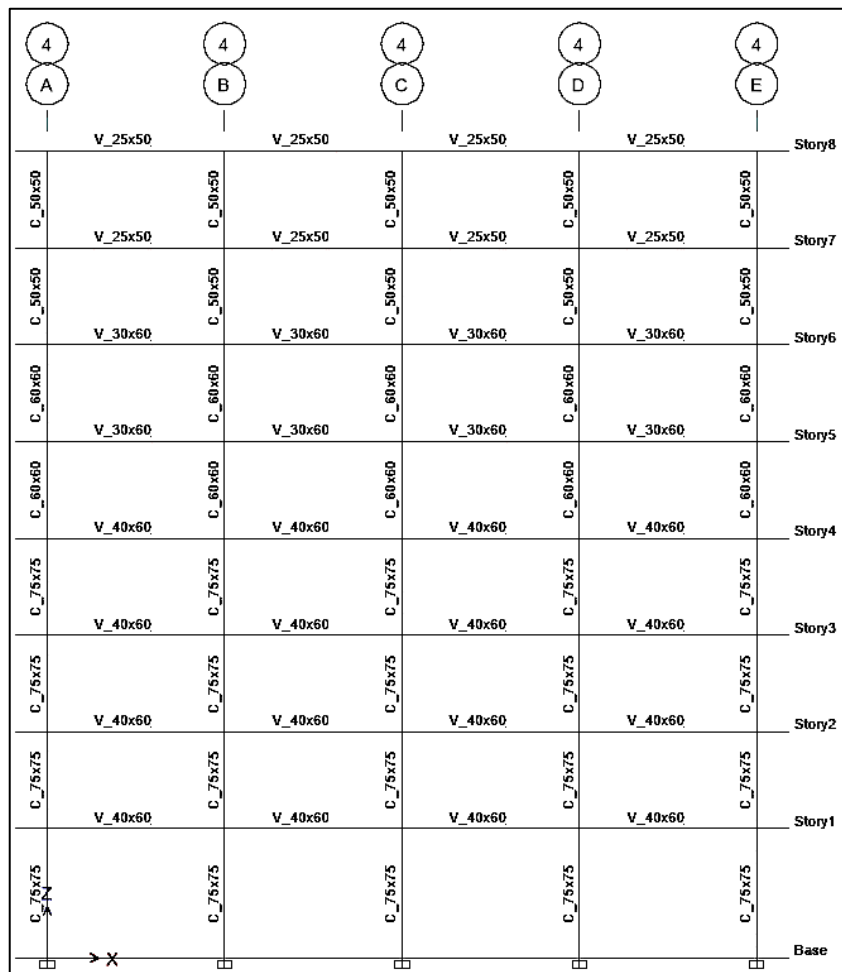 4 4 4 4 4
A B C D E
V_25x50 V_25x50 V_25x50 V_25x50 Story8
C_50x50 C_50x50 C_50x50 C_50x50 C_50x50
V_25x50 V_25x50 V_25x50 V_25x50 Story7
C_50x50 C_50x50 C_50x50 C_50x50 C_50x50
V_30x60 V_30x60 V_30x60 V_30x60 Story6
C_60x60 C_60x60 C_60x60 C_60x60 C_60x60
V_30x60 V_30x60 V_30x60 V_30x60 Story5
C_60x60 C_60x60 C_60x60 C_60x60 C_60x60
V_40x60 V_40x60 V_40x60 V_40x60 Story4
C_75x75 C_75x75 C_75x75 C_75x75 C_75x75
V_40x60 V_40x60 V_40x60 V_40x60 Story3
C_75x75 C_75x75 C_75x75 C_75x75 C_75x75
V_40x60 V_40x60 V_40x60 V_40x60 Story2
C_75x75 C_75x75 C_75x75 C_75x75 C_75x75
V_40x60 V_40x60 V_40x60 V_40x60 Story1
C_75x75 C_75x75 C_75x75 C_75x75 C_75x75
Z
X Base